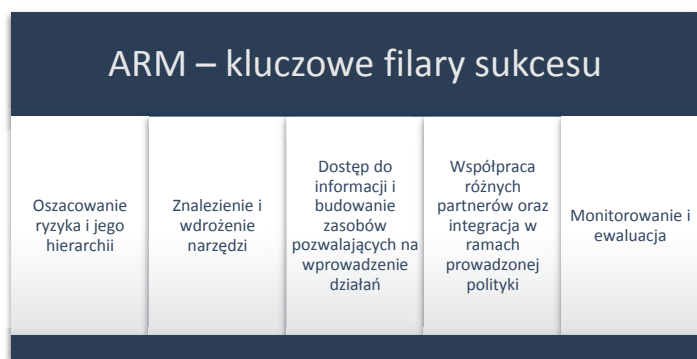 ARM – kluczowe filary sukcesu
Oszacowanie
ryzyka i jego
hierarchii
Znalezienie i
wdrożenie
narzędzi
Dostęp do
informacji i
budowanie
zasobów
pozwalających na
wprowadzenie
działań
Współpraca
różnych
partnerów oraz
integracja w
ramach
prowadzonej
polityki
Monitorowanie i
ewaluacja